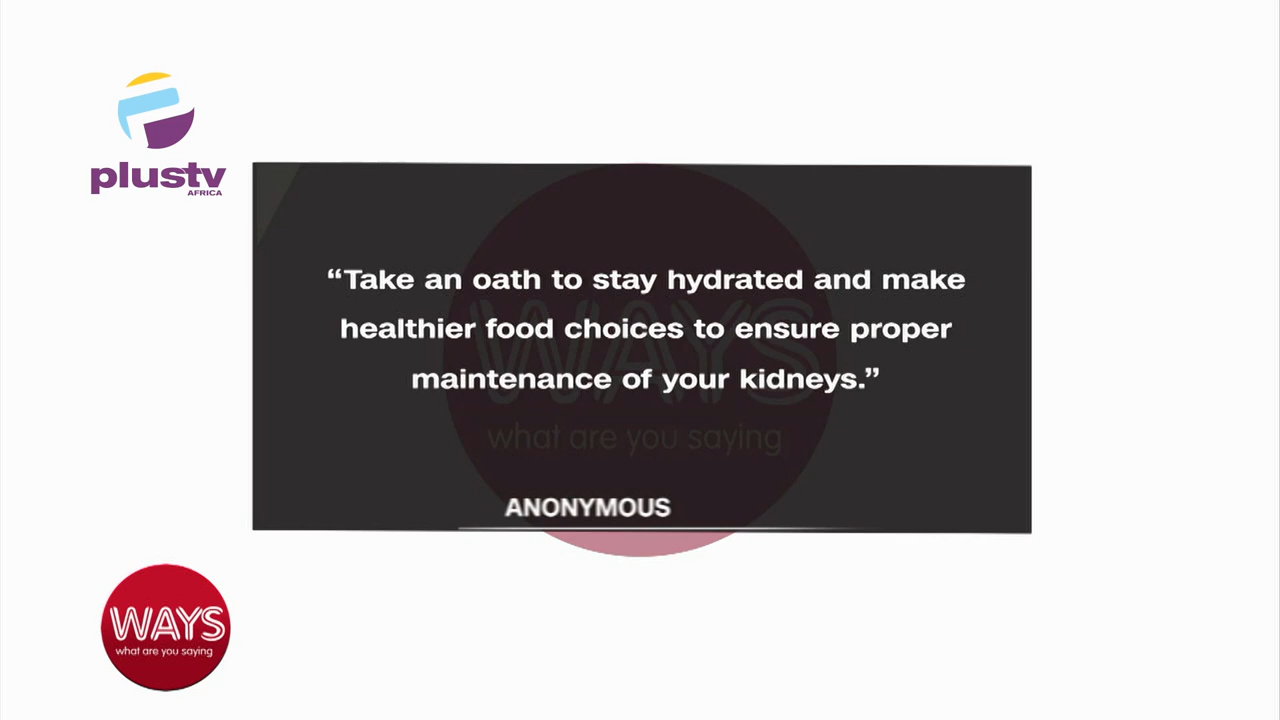 plustv
AFRICA
“Take an oath to stay hydrated and make
healthier food choices to ensure proper
maintenance of your kidneys.”
WAYS
what are you saying
ANONYMOUS
WAYS
what are you saying